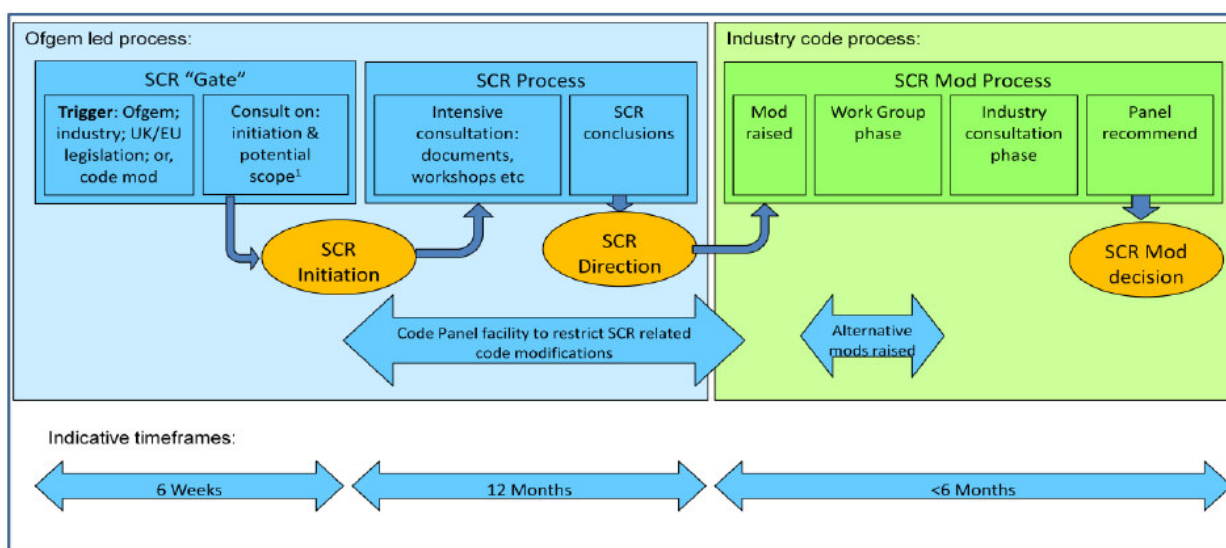 Ofgem led process:
SCR “Gate”
Trigger: Ofgem;
industry; UK/EU
legislation; or,
code mod
Consult on:
initiation &
potential
scope¹
SCR Process
Intensive
consultation:
documents,
workshops etc
SCR
conclusions
SCR
Initiation
SCR
Direction
Industry code process:
SCR Mod Process
Mod
raised
Work Group
phase
Industry
consultation
phase
Panel
recommend
SCR Mod
decision
Code Panel facility to restrict SCR related
code modifications
Alternative
mods raised
Indicative timeframes:
6 Weeks
12 Months
<6 Months